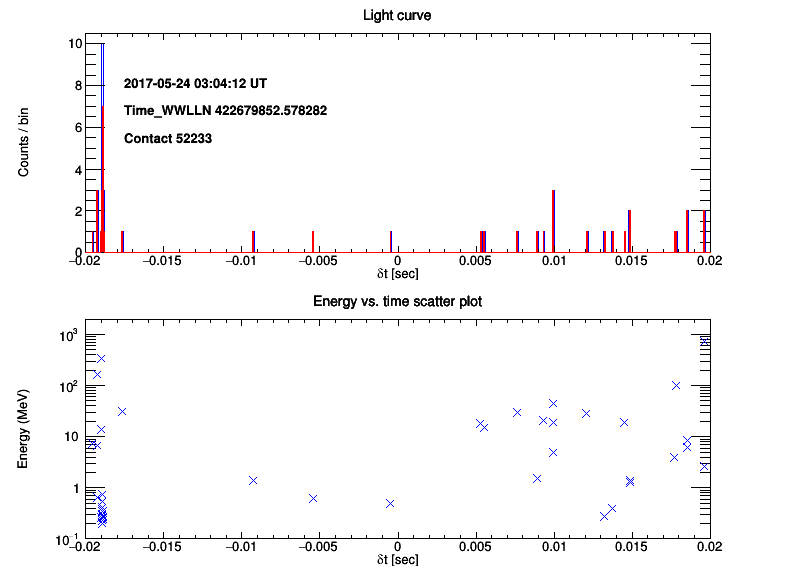 Light curve
Counts / bin
10
8
6
4
2
0
2017-05-24 03:04:12 UT
Time_WWLLN 422679852.578282
Contact 52233
−0.02 −0.015 −0.01 −0.005 0 0.005 0.01 0.015 0.02
δt [sec]
Energy vs. time scatter plot
Energy (MeV)
10³
10²
10
1
10⁻¹
−0.02 −0.015 −0.01 −0.005 0 0.005 0.01 0.015 0.02
δt [sec]